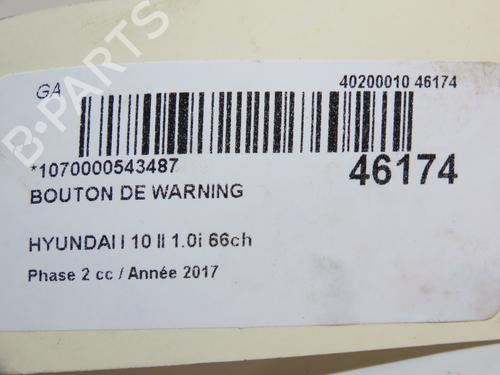 GA
40200010 46174
*1070000543487
46174
BOUTON DE WARNING
HYUNDAI I 10 II 1.0i 66ch
Phase 2 cc / Année 2017
B-PARTS